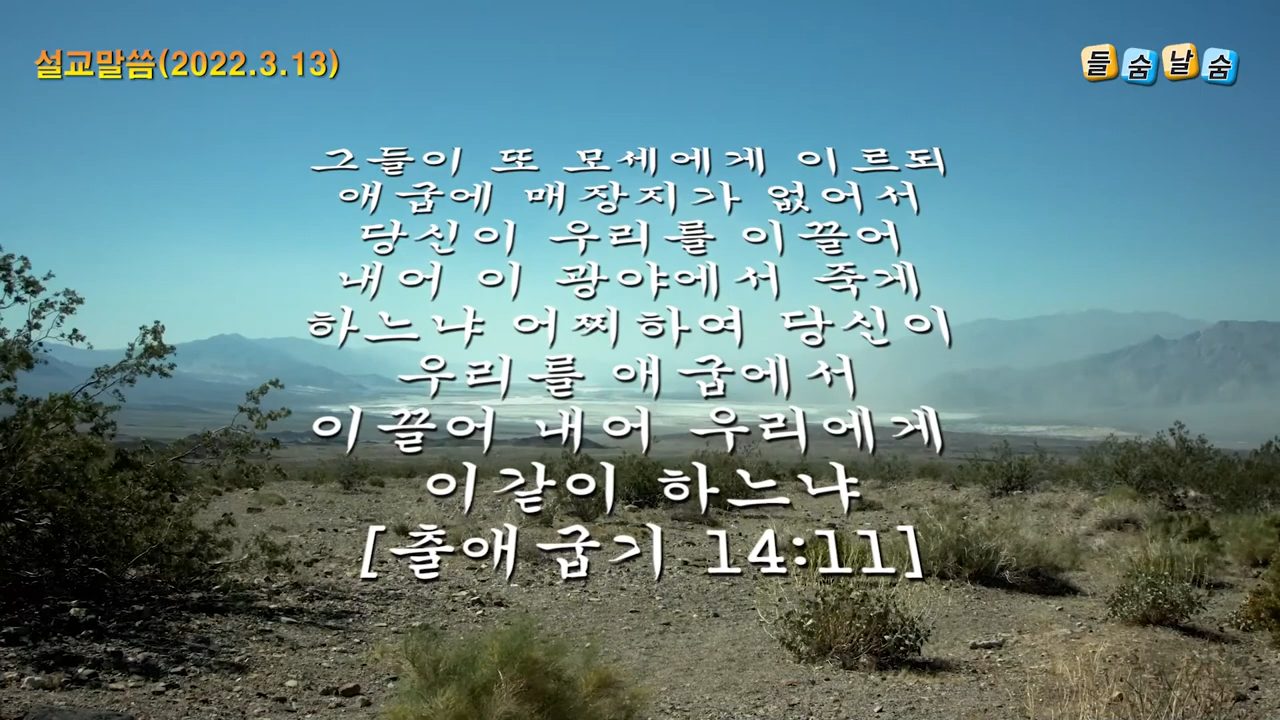 설교말씀(2022.3.13)
들숨날숨
그들이 또 모세에게 이르되
애굽에 매장지가 없어서
당신이 우리를 이끌어
내어 이 광야에서 죽게
하느냐 어찌하여 당신이
우리를 애굽에서
이끌어 내어 우리에게
이같이 하느냐
[출애굽기 14:11]